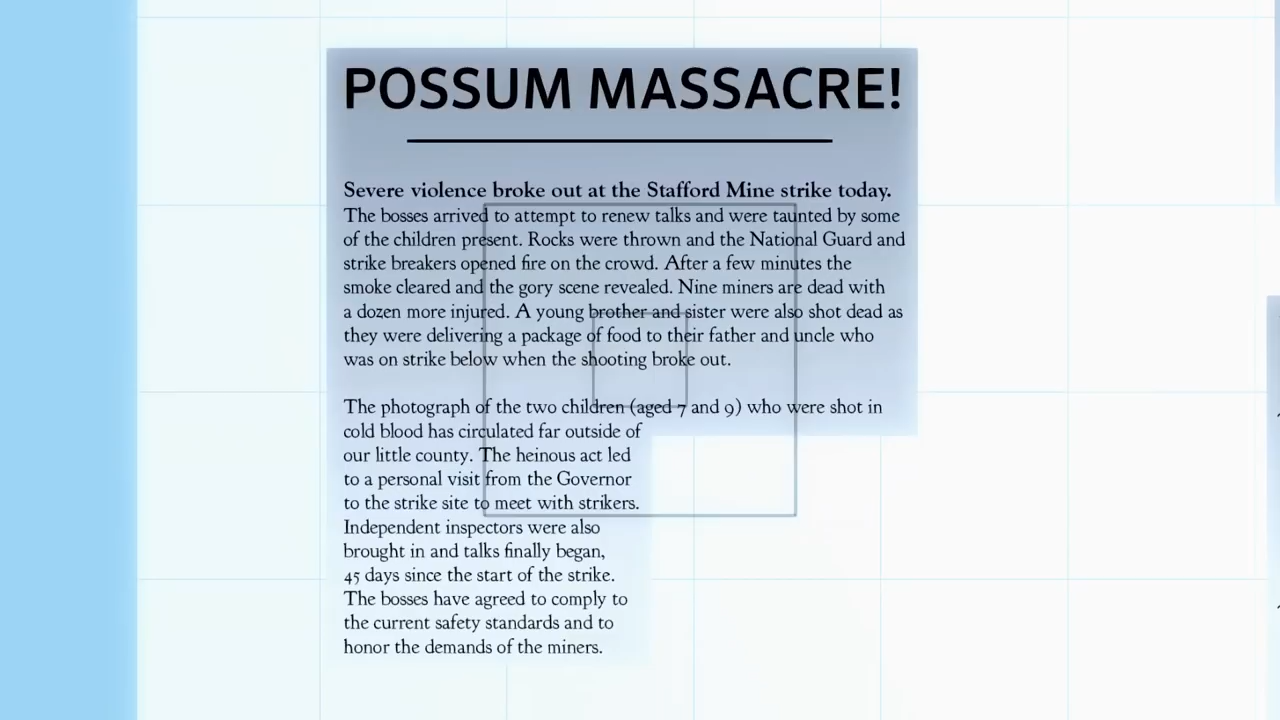 POSSUM MASSACRE!
Severe violence broke out at the Stafford Mine strike today.
The bosses arrived to attempt to renew talks and were taunted by some
of the children present. Rocks were thrown and the National Guard and
strike breakers opened fire on the crowd. After a few minutes the
smoke cleared and the gory scene revealed. Nine miners are dead with
a dozen more injured. A young brother and sister were also shot dead as
they were delivering a package of food to their father and uncle who
was on strike below when the shooting broke out.
The photograph of the two children (aged 7 and 9) who were shot in
cold blood has circulated far outside of
our little county. The heinous act led
to a personal visit from the Governor
to the strike site to meet with strikers.
Independent inspectors were also
brought in and talks finally began,
45 days since the start of the strike.
The bosses have agreed to comply to
the current safety standards and to
honor the demands of the miners.